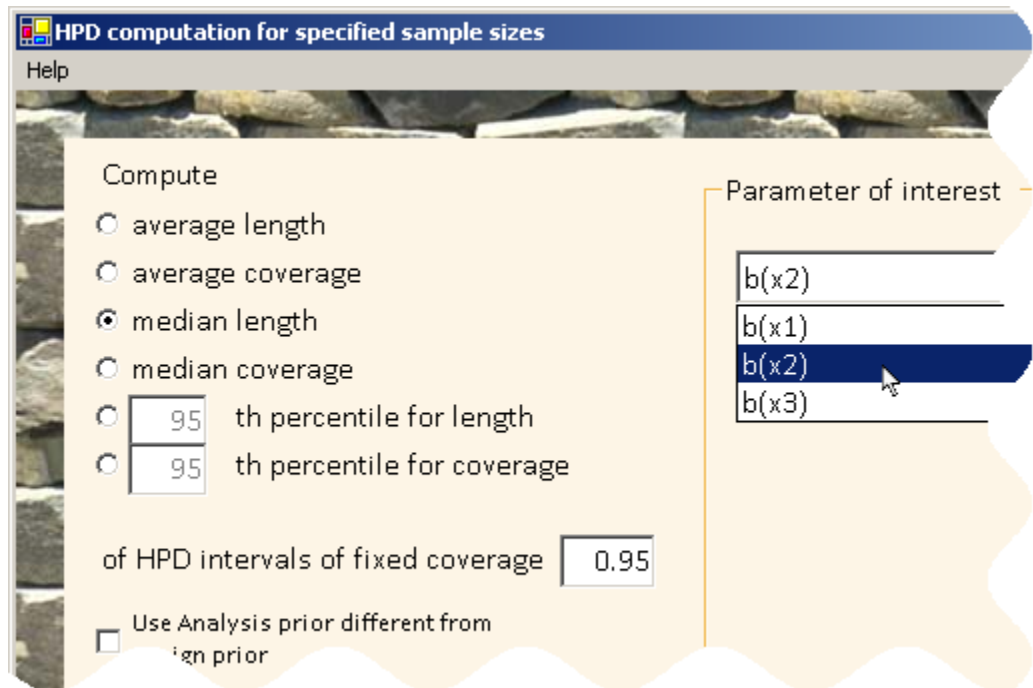 HPD computation for specified sample sizes
Help
Compute
average length
average coverage
median length
median coverage
95 th percentile for length
95 th percentile for coverage
of HPD intervals of fixed coverage 0.95
Use Analysis prior different from
prior
Parameter of interest
b(x2)
b(x1)
b(x2)
b(x3)